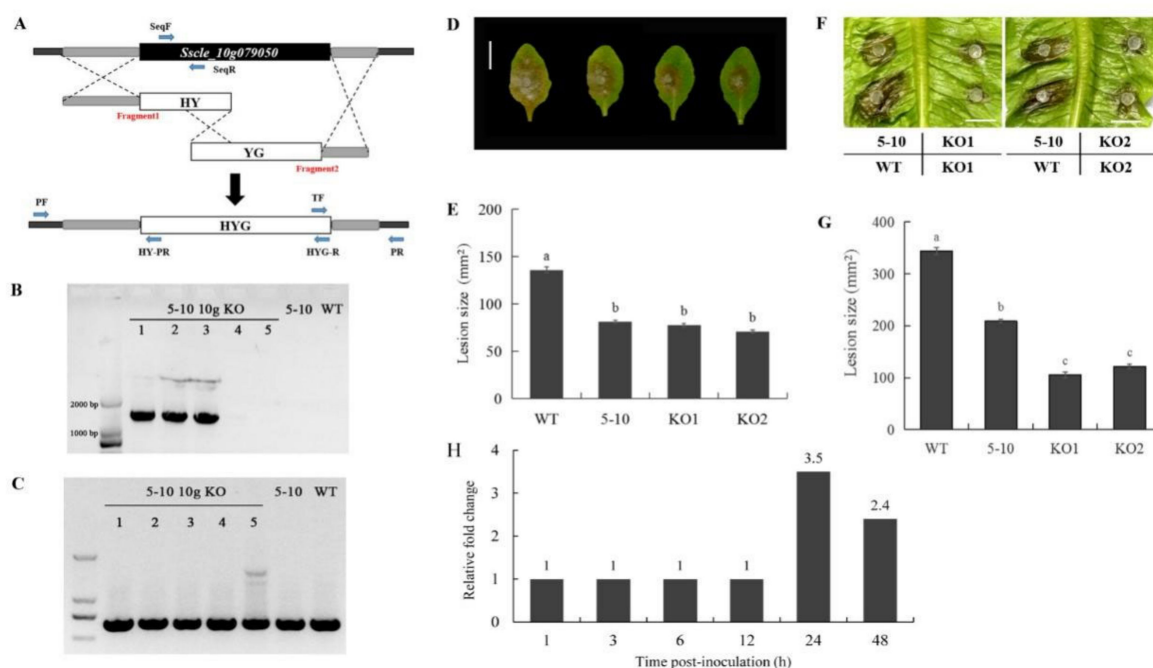 A
SeqF
Sscle_10g079050
SeqR
HY
Fragment1
YG
Fragment2
PF
TF
HYG
HY-PR
HYG-R
PR
B
5-10 10g KO
5-10 WT
1 2 3 4 5
2000 bp
1000 bp
C
5-10 10g KO
5-10 WT
1 2 3 4 5
D
E
Lesion size (mm²)
200
150
100
50
0
a
b
b
b
WT 5-10 KO1 KO2
F
5-10 KO1
WT KO1
5-10 KO2
WT KO2
G
Lesion size (mm²)
400
300
200
100
0
a
b
c
c
WT 5-10 KO1 KO2
H
Relative fold change
4
3
2
1
0
1 1 1 1 3.5 2.4
1 3 6 12 24 48
Time post-inoculation (h)